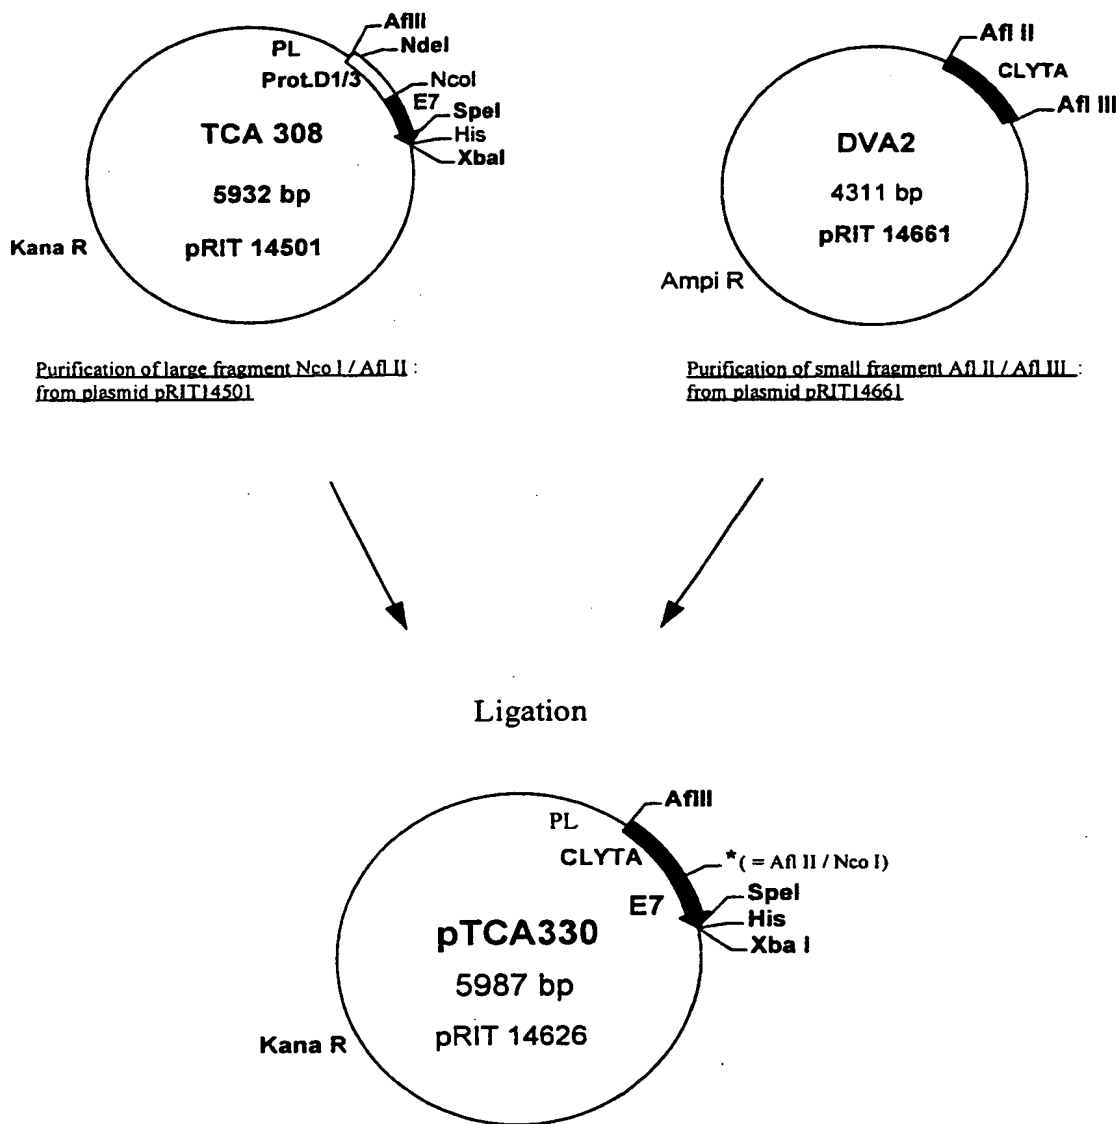 AflII
NdeI
PL
Prot.D1/3
NcoI
E7
SpeI
His
XbaI
TCA 308
5932 bp
pRIT 14501
Kana R
Afl II
CLYTA
Afl III
DVA2
4311 bp
pRIT 14661
Ampi R
Purification of large fragment Nco I / Afl II :
from plasmid pRIT14501
Purification of small fragment Afl II / Afl III :
from plasmid pRIT14661
Ligation
AflII
PL
CLYTA
*( = Afl II / Nco I)
E7
SpeI
His
Xba I
pTCA330
5987 bp
pRIT 14626
Kana R